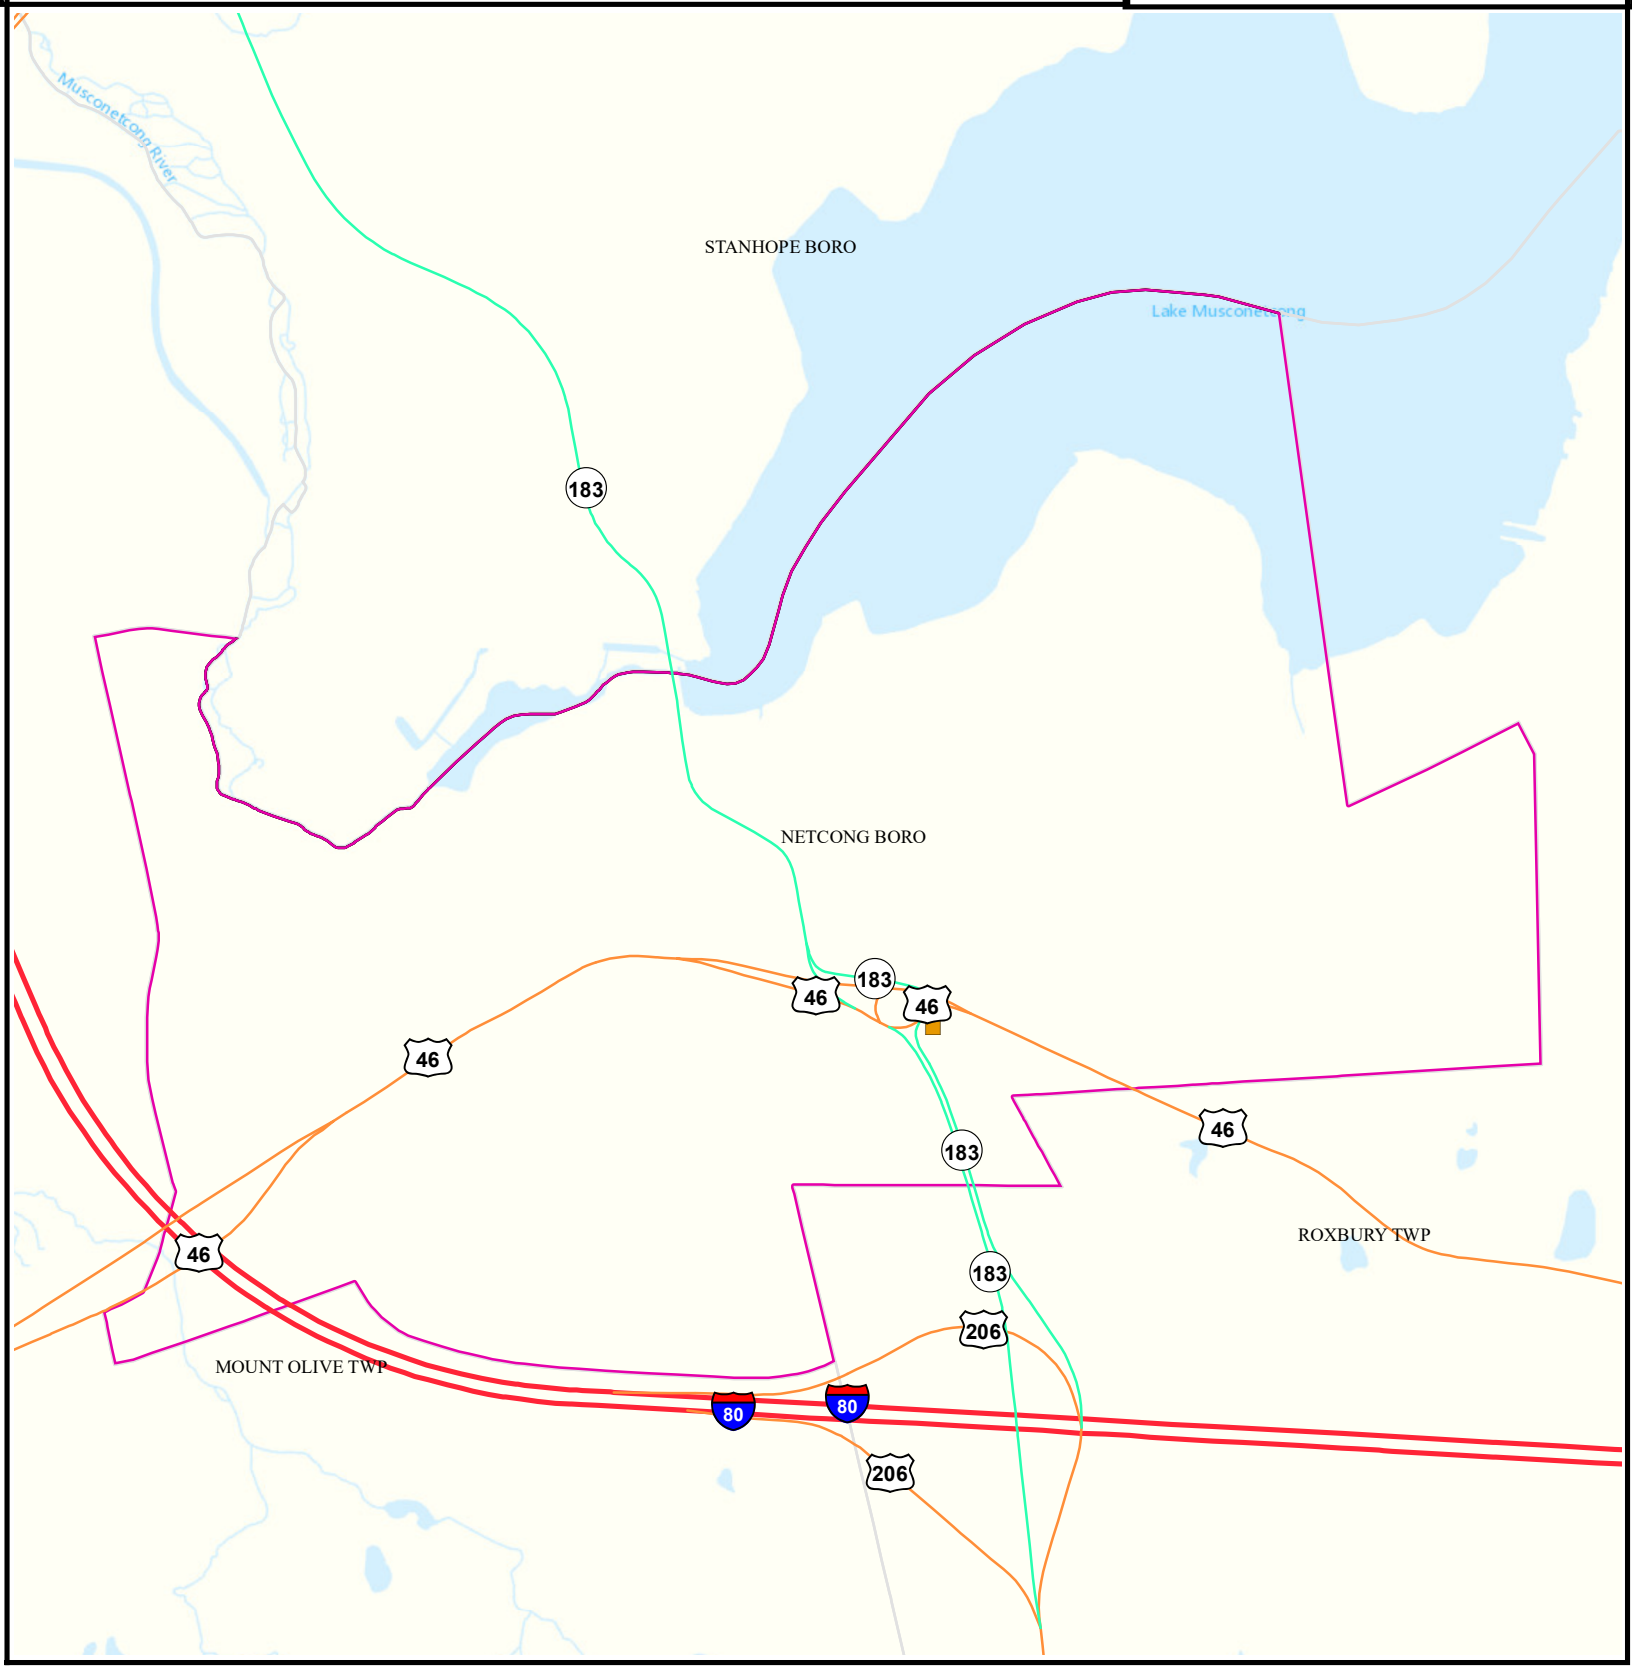 Musconetcong River
STANHOPE BORO
Lake Musconetcong
183
NETCONG BORO
183
46
46
46
46
183
ROXBURY TWP
46
183
206
MOUNT OLIVE TWP
80
80
206